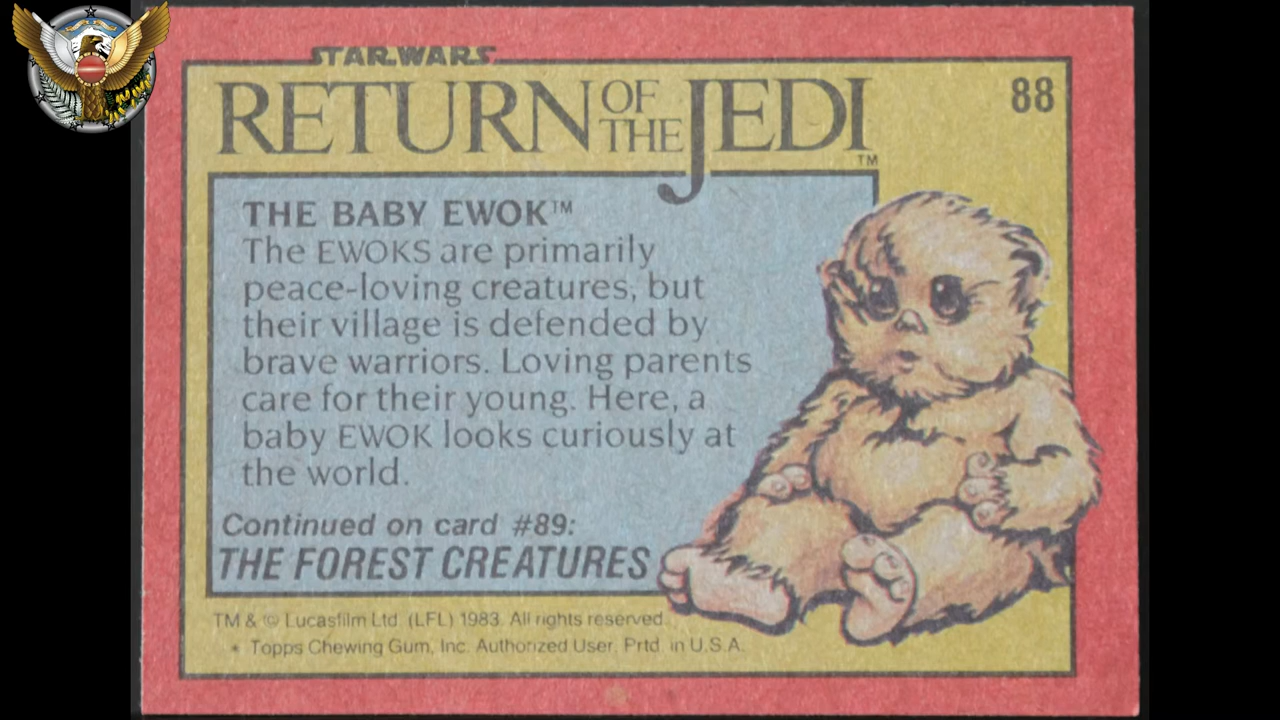 STAR WARS
RETURN OF THE JEDI™
88
THE BABY EWOK™
The EWOKS are primarily
peace-loving creatures, but
their village is defended by
brave warriors. Loving parents
care for their young. Here, a
baby EWOK looks curiously at
the world.
Continued on card #89:
THE FOREST CREATURES
TM & © Lucasfilm Ltd. (LFL) 1983. All rights reserved.
* Topps Chewing Gum, Inc. Authorized User, Prtd. in U.S.A.